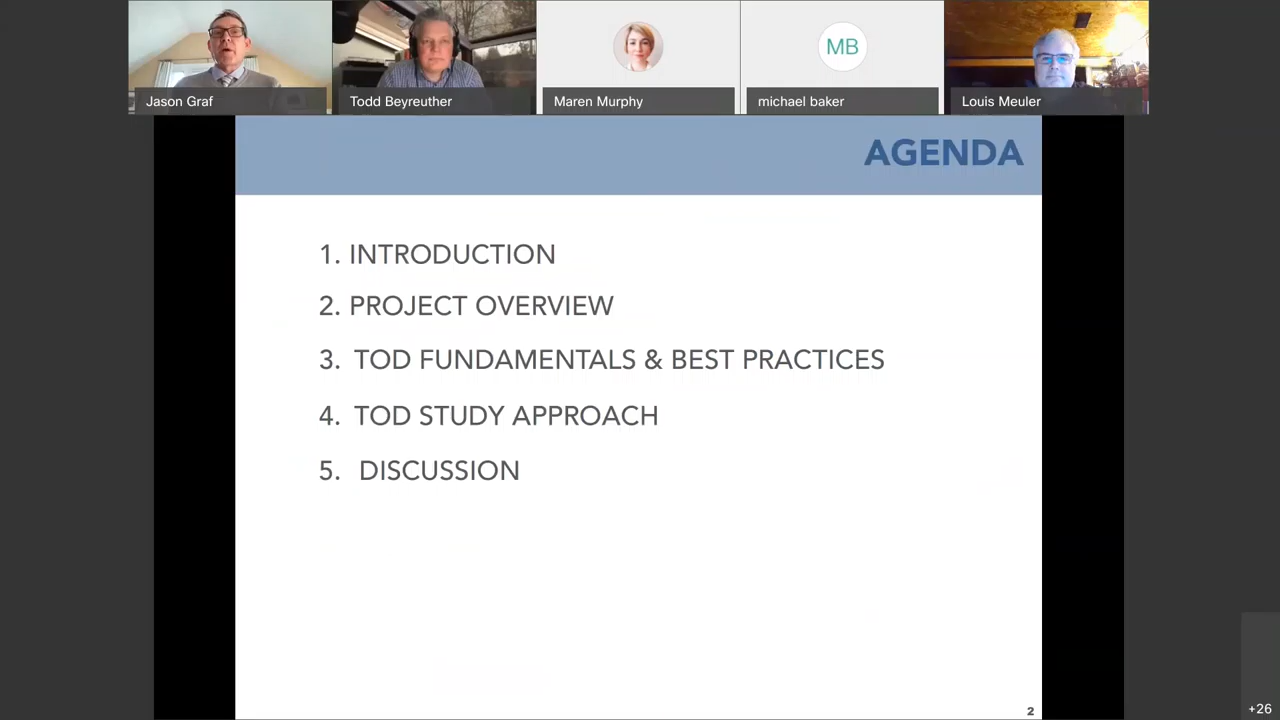 Jason Graf
Todd Beyreuther
Maren Murphy
MB
michael baker
Louis Meuler
AGENDA
1. INTRODUCTION
2. PROJECT OVERVIEW
3. TOD FUNDAMENTALS & BEST PRACTICES
4. TOD STUDY APPROACH
5. DISCUSSION
2
+26